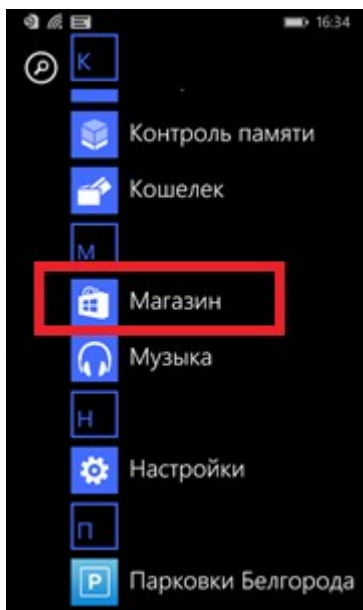 16:34
К
Контроль памяти
Кошелек
М
Магазин
Музыка
Н
Настройки
П
P
Парковки Белгорода